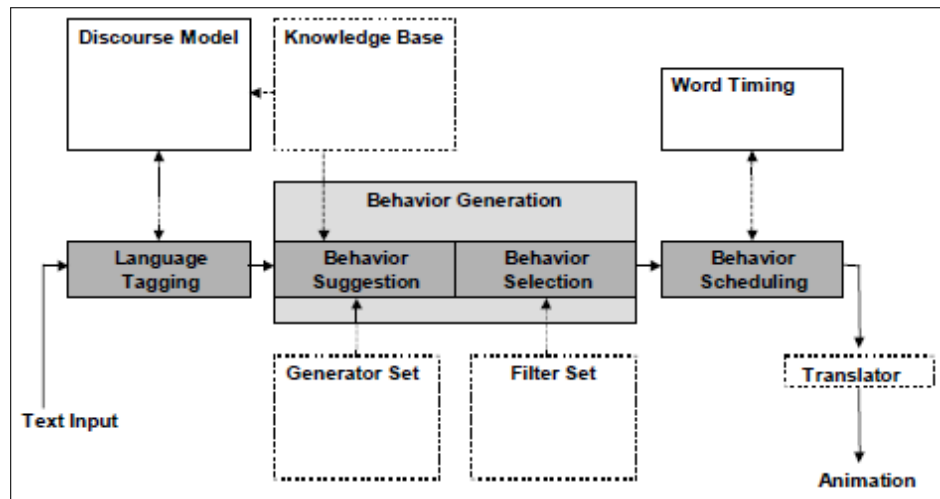 Discourse Model
Knowledge Base
Word Timing
Behavior Generation
Language
Tagging
Behavior
Suggestion
Behavior
Selection
Behavior
Scheduling
Generator Set
Filter Set
Translator
Text Input
Animation